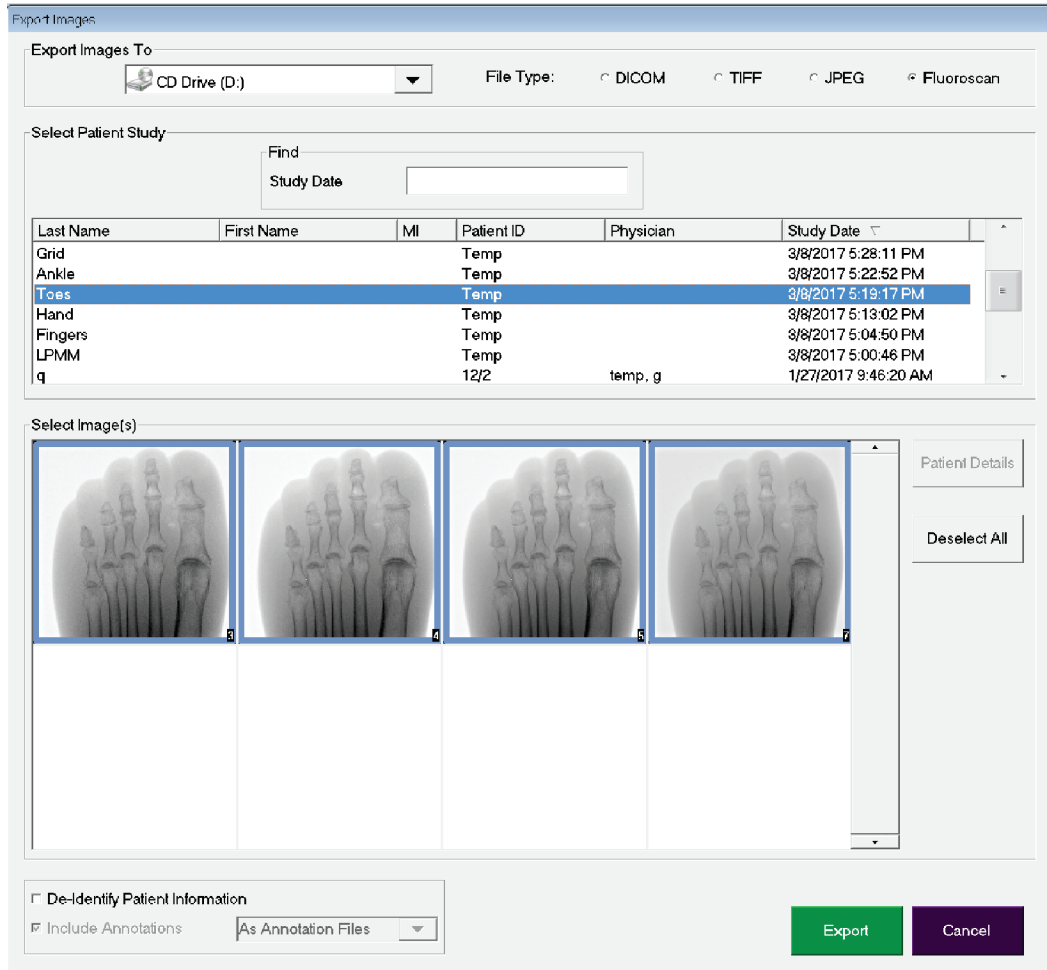 Export Images
Export Images To
CD Drive (D:) File Type: DICOM TIFF JPEG Fluoroscan
Select Patient Study
Find
Study Date
Last Name First Name MI Patient ID Physician Study Date
Grid Temp 3/8/2017 5:28:11 PM
Ankle Temp 3/8/2017 5:22:52 PM
Toes Temp 3/8/2017 5:19:17 PM
Hand Temp 3/8/2017 5:13:02 PM
Fingers Temp 3/8/2017 5:04:50 PM
LPMM Temp 3/8/2017 5:00:46 PM
q 12/2 temp, g 1/27/2017 9:46:20 AM
Select Image(s)
Patient Details
Deselect All
3 4 5 7
De-Identify Patient Information
Include Annotations As Annotation Files
Export Cancel